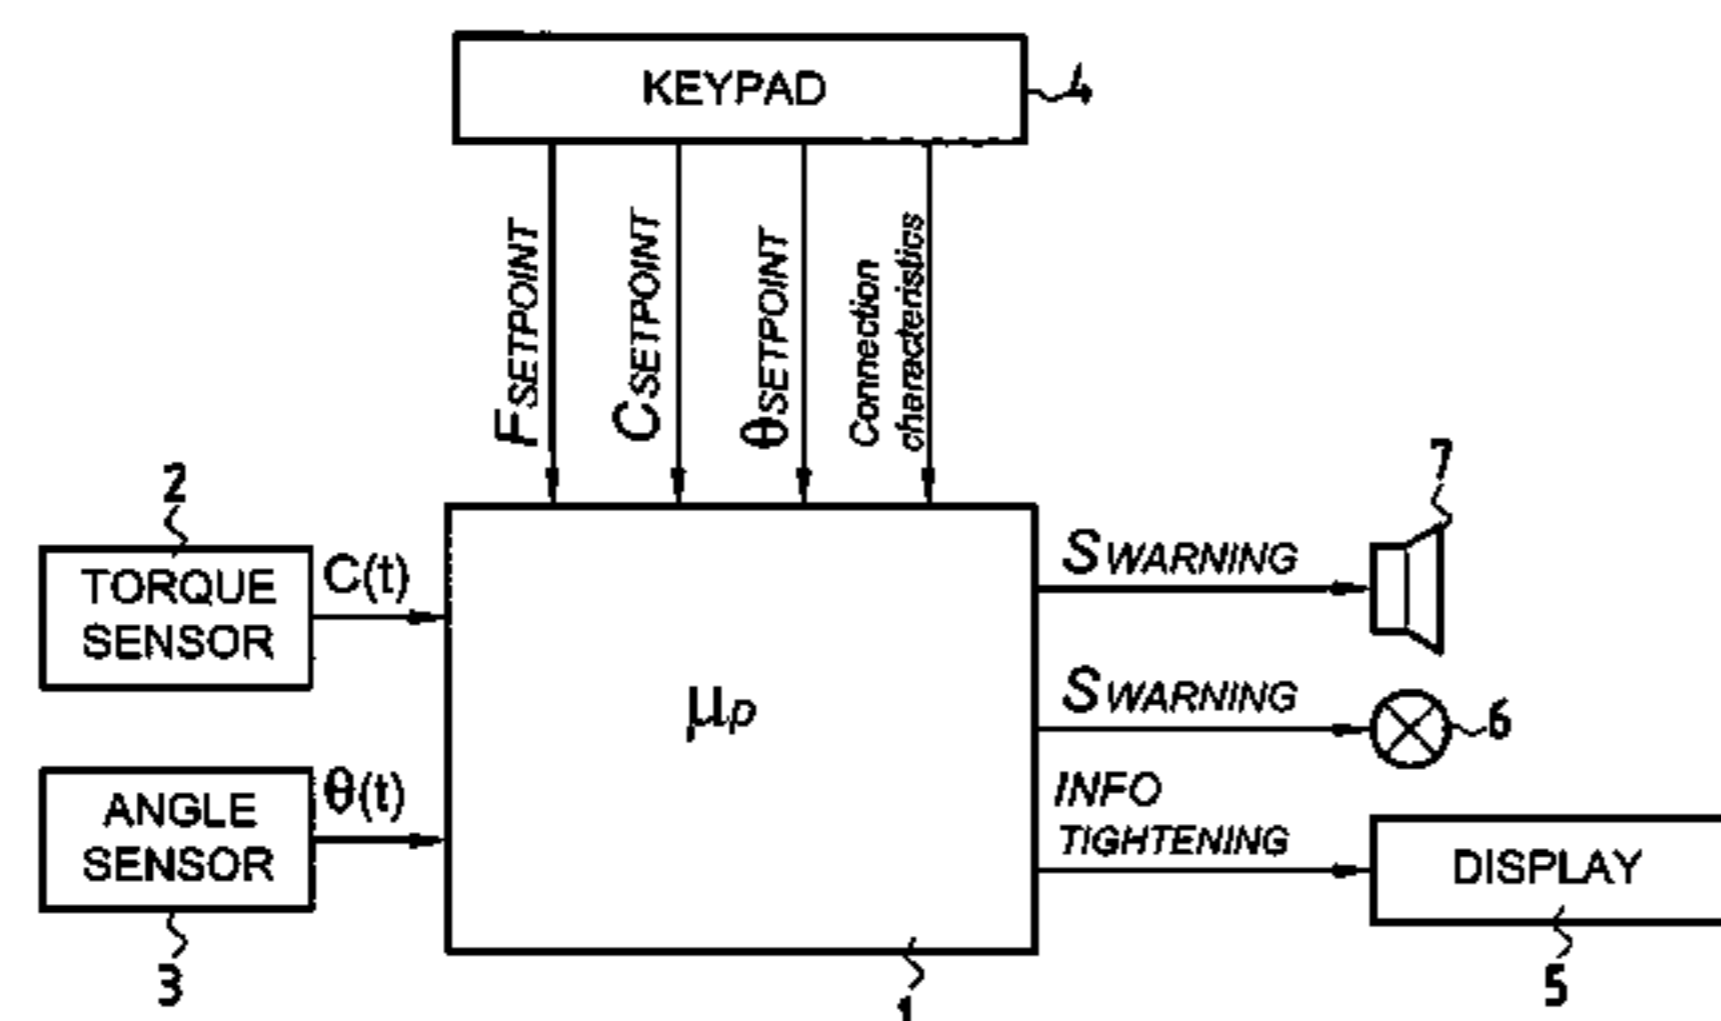 KEYPAD
4
FSETPOINT
CSETPOINT
θSETPOINT
Connection
characteristics
2
TORQUE
SENSOR
C(t)
ANGLE
SENSOR
θ(t)
3
μp
1
SWARNING
7
SWARNING
6
INFO
TIGHTENING
DISPLAY
5